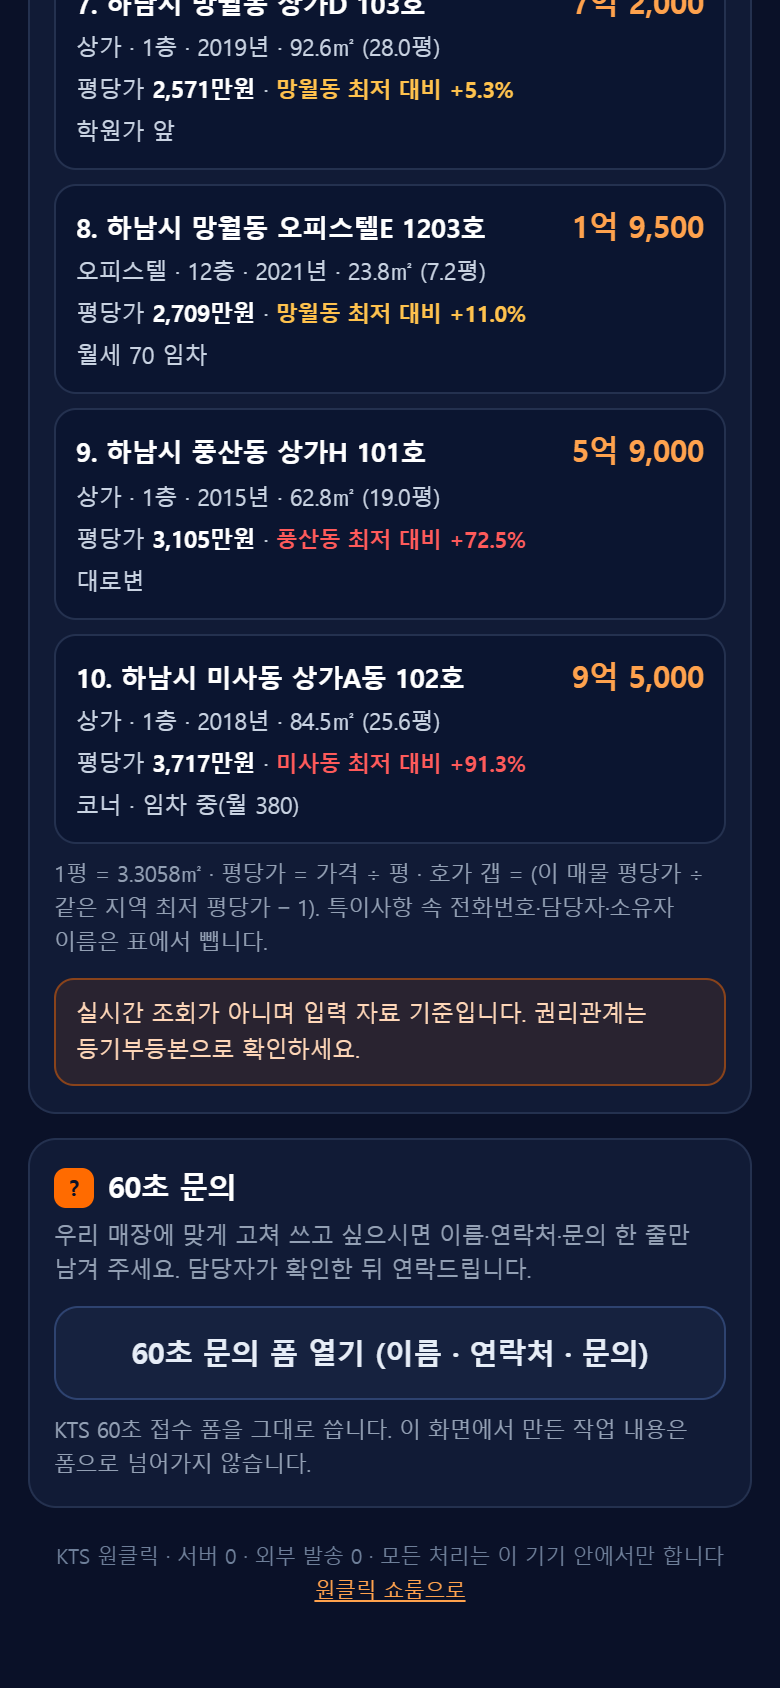 7. 하남시 망월동 상가D 103호 7억 2,000
상가 · 1층 · 2019년 · 92.6㎡ (28.0평)
평당가 2,571만원 · 망월동 최저 대비 +5.3%
학원가 앞
8. 하남시 망월동 오피스텔E 1203호 1억 9,500
오피스텔 · 12층 · 2021년 · 23.8㎡ (7.2평)
평당가 2,709만원 · 망월동 최저 대비 +11.0%
월세 70 임차
9. 하남시 풍산동 상가H 101호 5억 9,000
상가 · 1층 · 2015년 · 62.8㎡ (19.0평)
평당가 3,105만원 · 풍산동 최저 대비 +72.5%
대로변
10. 하남시 미사동 상가A동 102호 9억 5,000
상가 · 1층 · 2018년 · 84.5㎡ (25.6평)
평당가 3,717만원 · 미사동 최저 대비 +91.3%
코너 · 임차 중(월 380)
1평 = 3.3058㎡ · 평당가 = 가격 ÷ 평 · 호가 갭 = (이 매물 평당가 ÷
같은 지역 최저 평당가 − 1). 특이사항 속 전화번호·담당자·소유자
이름은 표에서 뺍니다.
실시간 조회가 아니며 입력 자료 기준입니다. 권리관계는
등기부등본으로 확인하세요.
? 60초 문의
우리 매장에 맞게 고쳐 쓰고 싶으시면 이름·연락처·문의 한 줄만
남겨 주세요. 담당자가 확인한 뒤 연락드립니다.
60초 문의 폼 열기 (이름 · 연락처 · 문의)
KTS 60초 접수 폼을 그대로 씁니다. 이 화면에서 만든 작업 내용은
폼으로 넘어가지 않습니다.
KTS 원클릭 · 서버 0 · 외부 발송 0 · 모든 처리는 이 기기 안에서만 합니다
원클릭 쇼룸으로